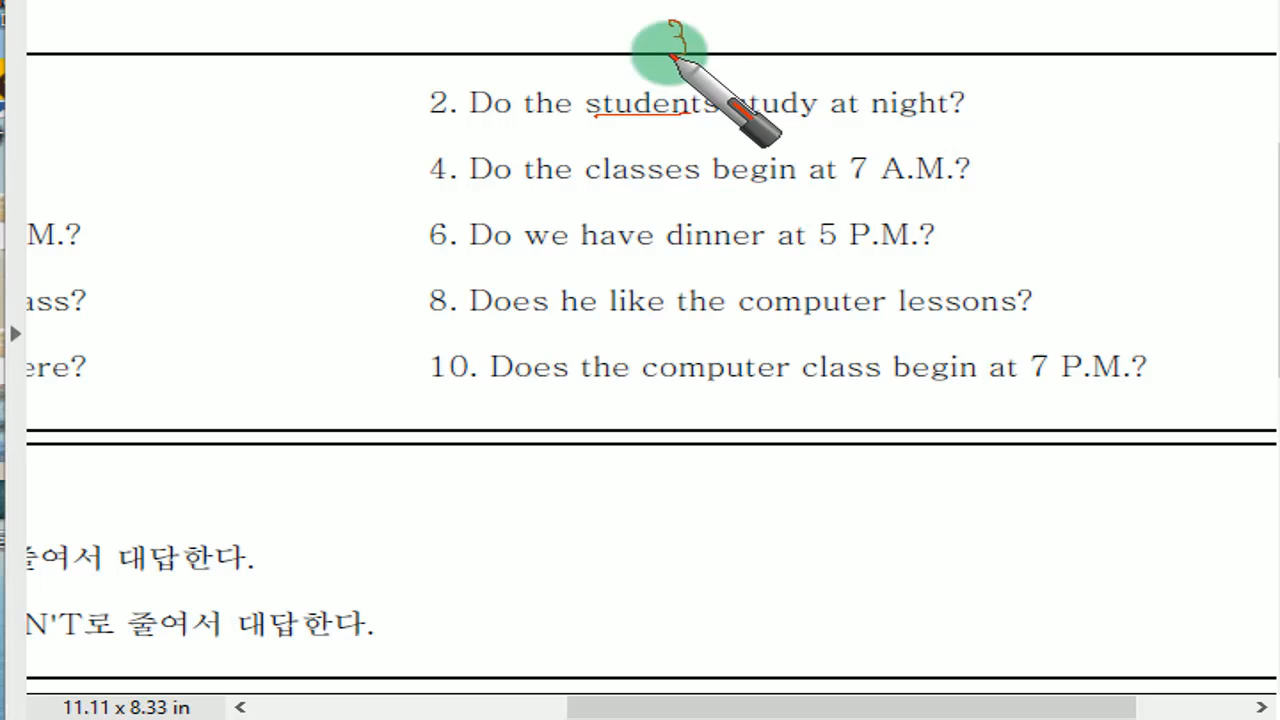 3
2. Do the students study at night?
4. Do the classes begin at 7 A.M.?
M.? 6. Do we have dinner at 5 P.M.?
ass? 8. Does he like the computer lessons?
ere? 10. Does the computer class begin at 7 P.M.?
줄여서 대답한다.
N'T로 줄여서 대답한다.
11.11 x 8.33 in